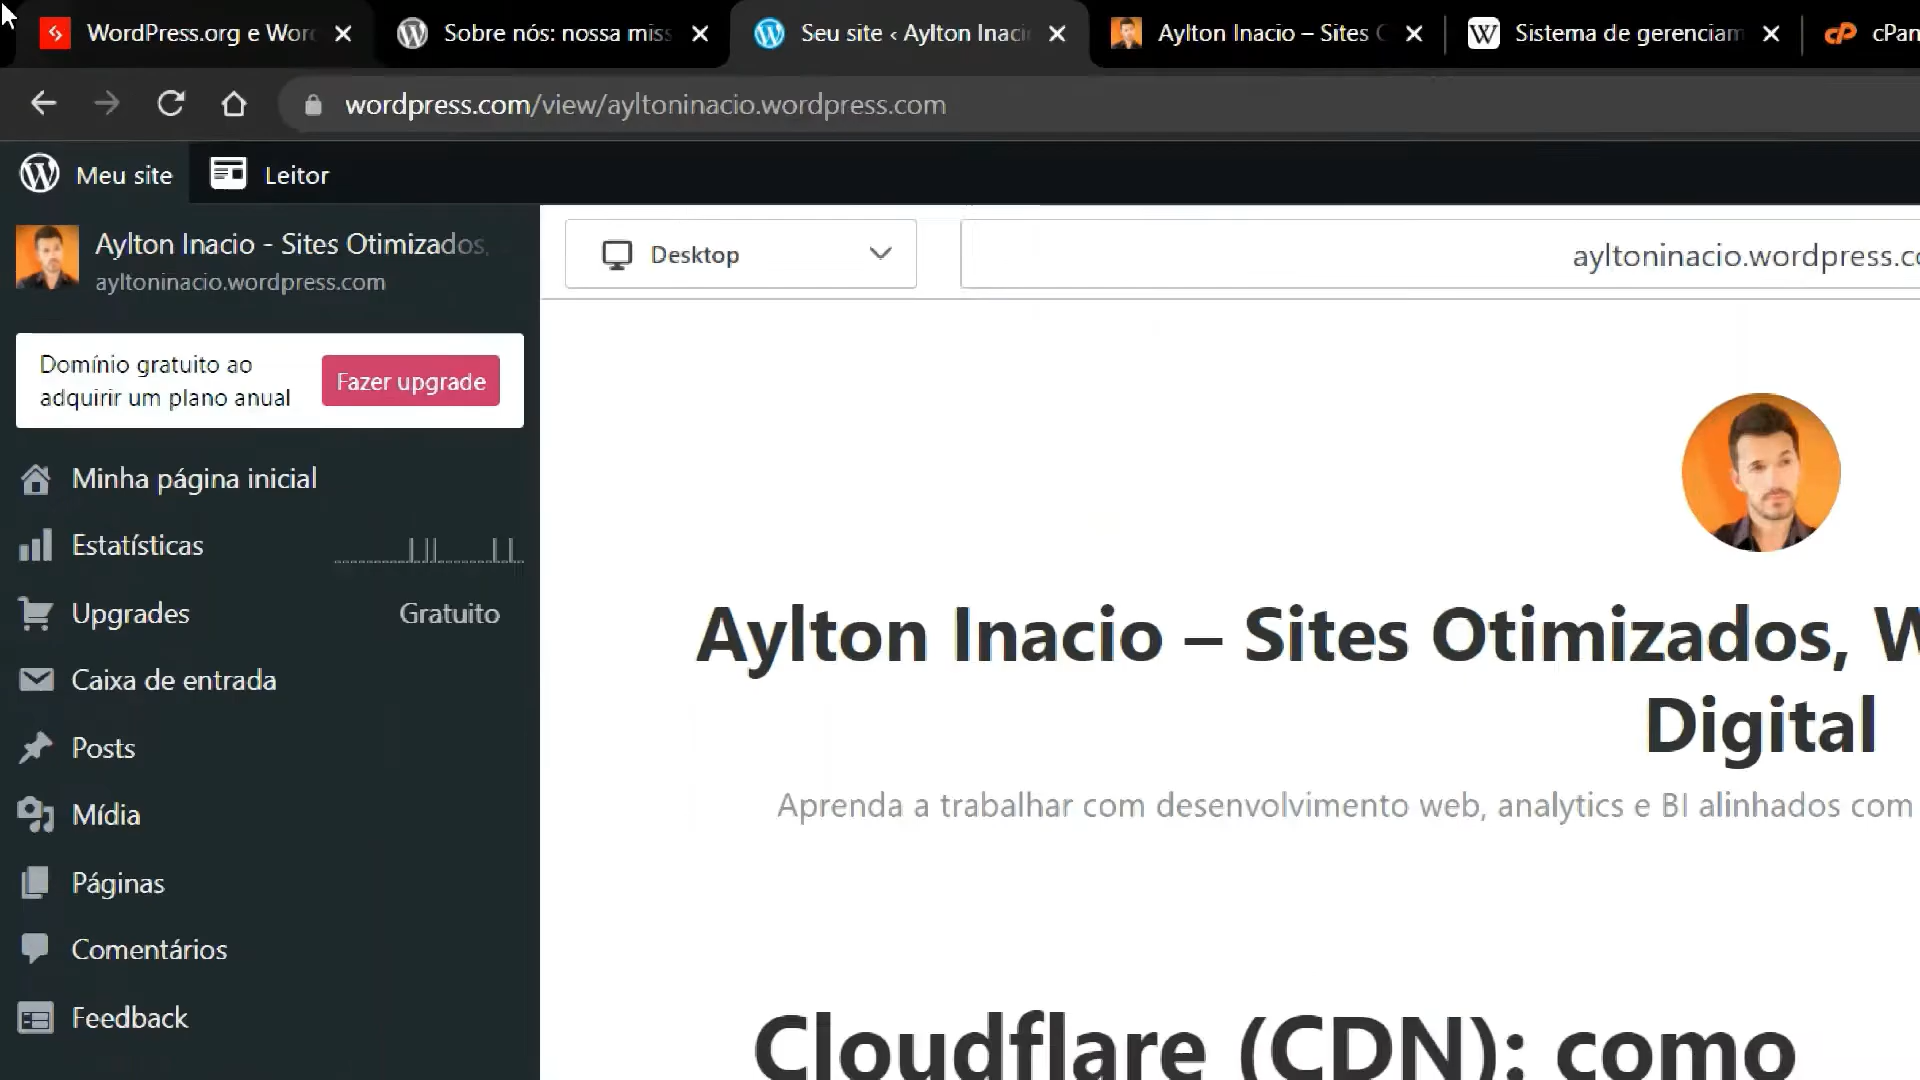 WordPress.org e Wor
Sobre nós: nossa miss
Seu site ‹ Aylton Inaci
Aylton Inacio – Sites
Sistema de gerenciam
cPan
wordpress.com/view/ayltoninacio.wordpress.com
Meu site
Leitor
Aylton Inacio - Sites Otimizados,
ayltoninacio.wordpress.com
Desktop
ayltoninacio.wordpress.co
Domínio gratuito ao
adquirir um plano anual
Fazer upgrade
Minha página inicial
Estatísticas
Upgrades
Gratuito
Caixa de entrada
Posts
Mídia
Páginas
Comentários
Feedback
Aylton Inacio – Sites Otimizados, W
Digital
Aprenda a trabalhar com desenvolvimento web, analytics e BI alinhados com
Cloudflare (CDN): como